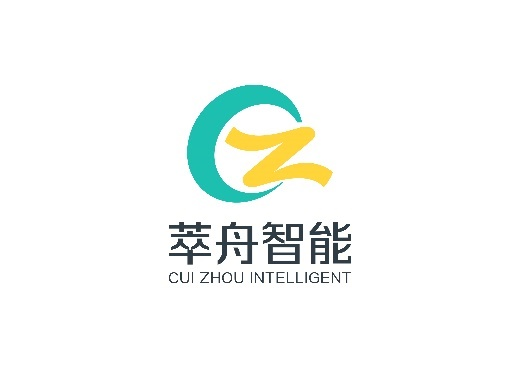 萃舟智能
CUI ZHOU INTELLIGENT